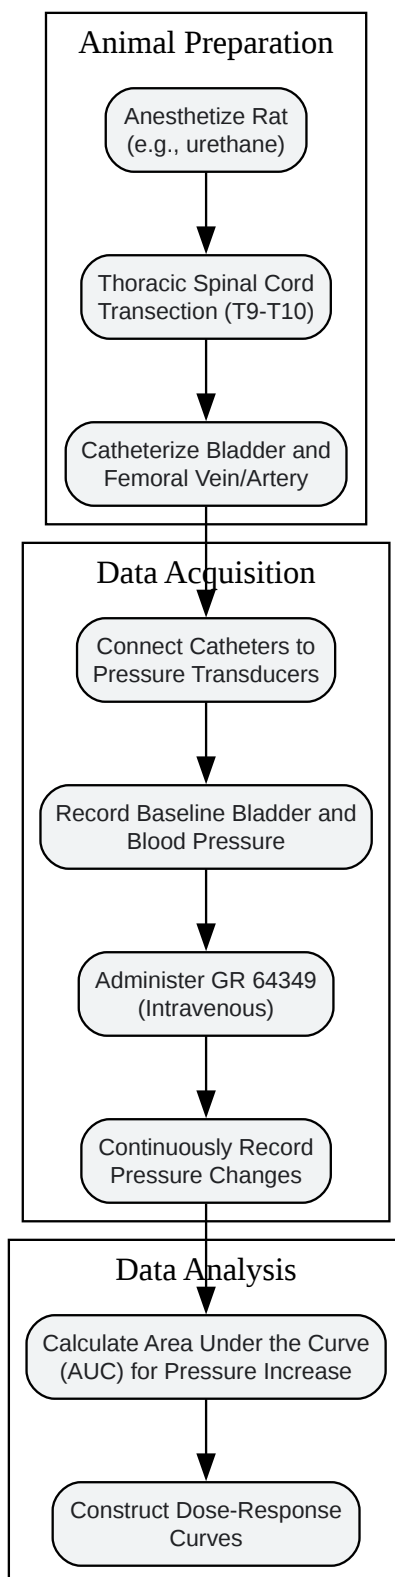 Animal Preparation
Anesthetize Rat
(e.g., urethane)
Thoracic Spinal Cord
Transection (T9-T10)
Catheterize Bladder and
Femoral Vein/Artery
Data Acquisition
Connect Catheters to
Pressure Transducers
Record Baseline Bladder and
Blood Pressure
Administer GR 64349
(Intravenous)
Continuously Record
Pressure Changes
Data Analysis
Calculate Area Under the Curve
(AUC) for Pressure Increase
Construct Dose-Response
Curves